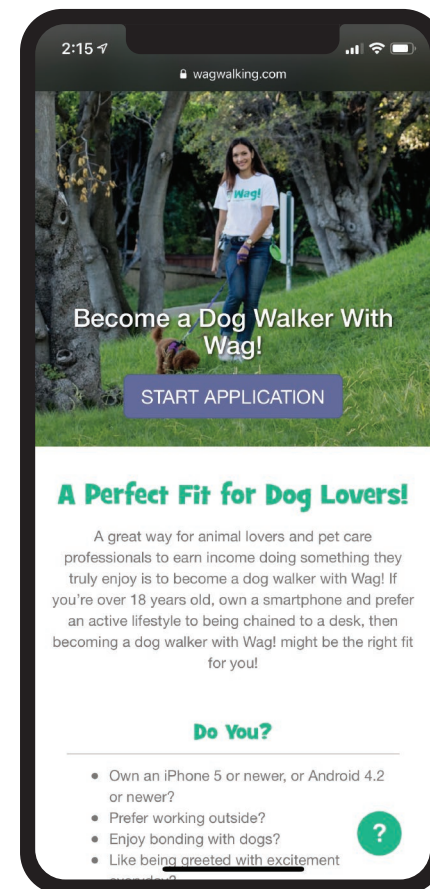 2:15
wagwalking.com
Wag!
Become a Dog Walker With
Wag!
START APPLICATION
A Perfect Fit for Dog Lovers!
A great way for animal lovers and pet care
professionals to earn income doing something they
truly enjoy is to become a dog walker with Wag! If
you're over 18 years old, own a smartphone and prefer
an active lifestyle to being chained to a desk, then
becoming a dog walker with Wag! might be the right fit
for you!
Do You?
• Own an iPhone 5 or newer, or Android 4.2
or newer?
• Prefer working outside?
• Enjoy bonding with dogs?
• Like being greeted with excitement
everyday?
?